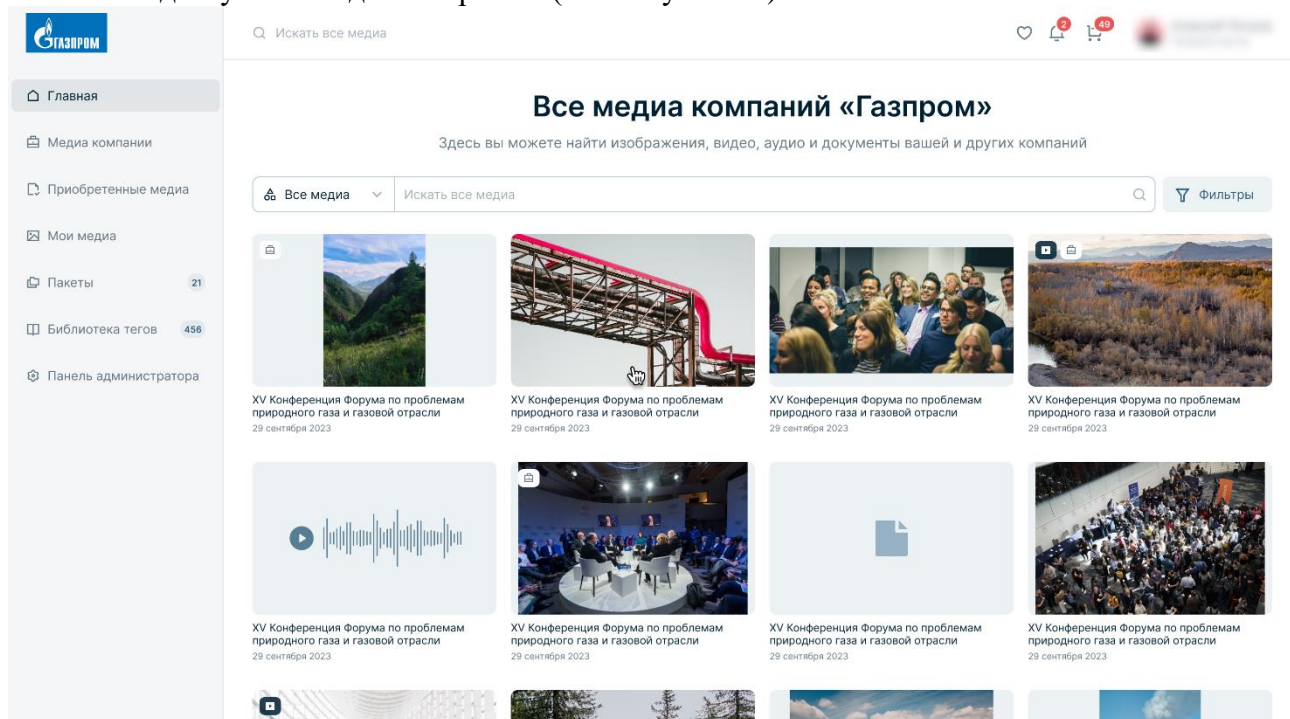 ГАЗПРОМ
Искать все медиа
2
49
Главная
Медиа компании
Приобретенные медиа
Мои медиа
Пакеты 21
Библиотека тегов 456
Панель администратора
Все медиа компаний «Газпром»
Здесь вы можете найти изображения, видео, аудио и документы вашей и других компаний
Все медиа
Искать все медиа
Фильтры
XV Конференция Форума по проблемам
природного газа и газовой отрасли
29 сентября 2023
XV Конференция Форума по проблемам
природного газа и газовой отрасли
29 сентября 2023
XV Конференция Форума по проблемам
природного газа и газовой отрасли
29 сентября 2023
XV Конференция Форума по проблемам
природного газа и газовой отрасли
29 сентября 2023
XV Конференция Форума по проблемам
природного газа и газовой отрасли
29 сентября 2023
XV Конференция Форума по проблемам
природного газа и газовой отрасли
29 сентября 2023
XV Конференция Форума по проблемам
природного газа и газовой отрасли
29 сентября 2023
XV Конференция Форума по проблемам
природного газа и газовой отрасли
29 сентября 2023